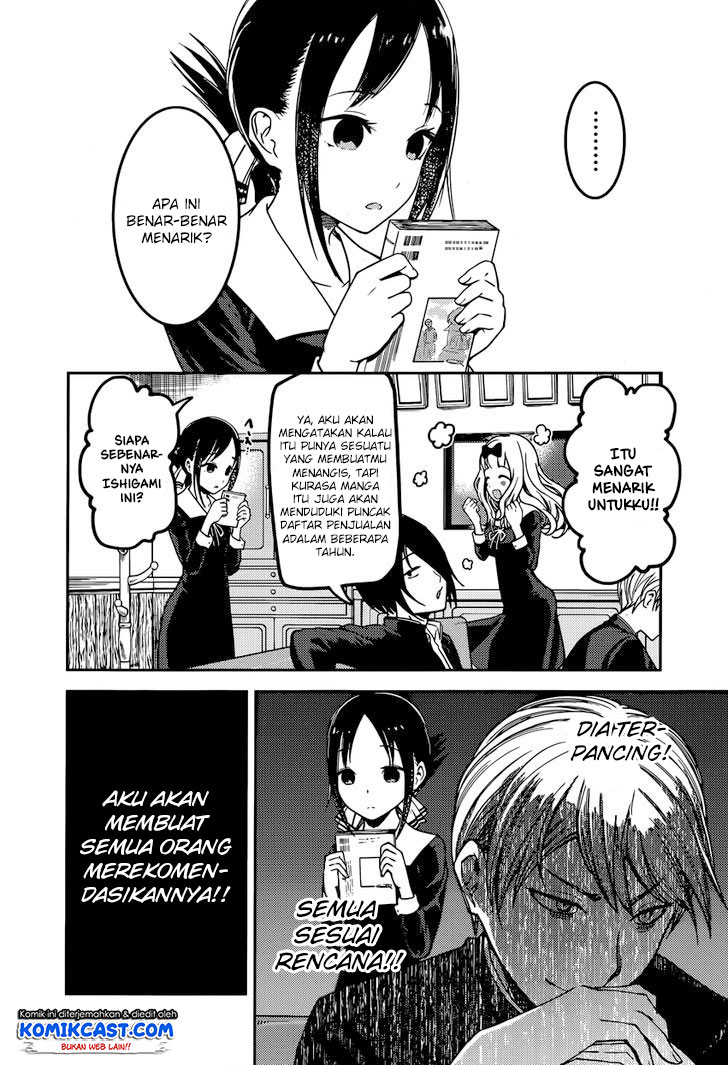 .........
APA INI
BENAR-BENAR
MENARIK?
ITU
SANGAT
MENARIK
UNTUKKU!!
YA, AKU AKAN
MENGATAKAN KALAU
ITU PUNYA SESUATU
YANG MEMBUATMU
MENANGIS, TAPI
KURASA MANGA
ITU JUGA AKAN
MENDUDUKI PUNCAK
DAFTAR PENJUALAN
ADALAM BEBERAPA
TAHUN.
SIAPA
SEBENAR-
NYA
ISHIGAMI
INI?
DIA TER-
PANCING!
SEMUA
SESUAI
RENCANA!!
AKU AKAN
MEMBUAT
SEMUA ORANG
MEREKOMEN-
DASIKANNYA!!
Komik ini diterjemahkan & diedit oleh
KOMIKCAST.COM
BUKAN WEB LAIN!!